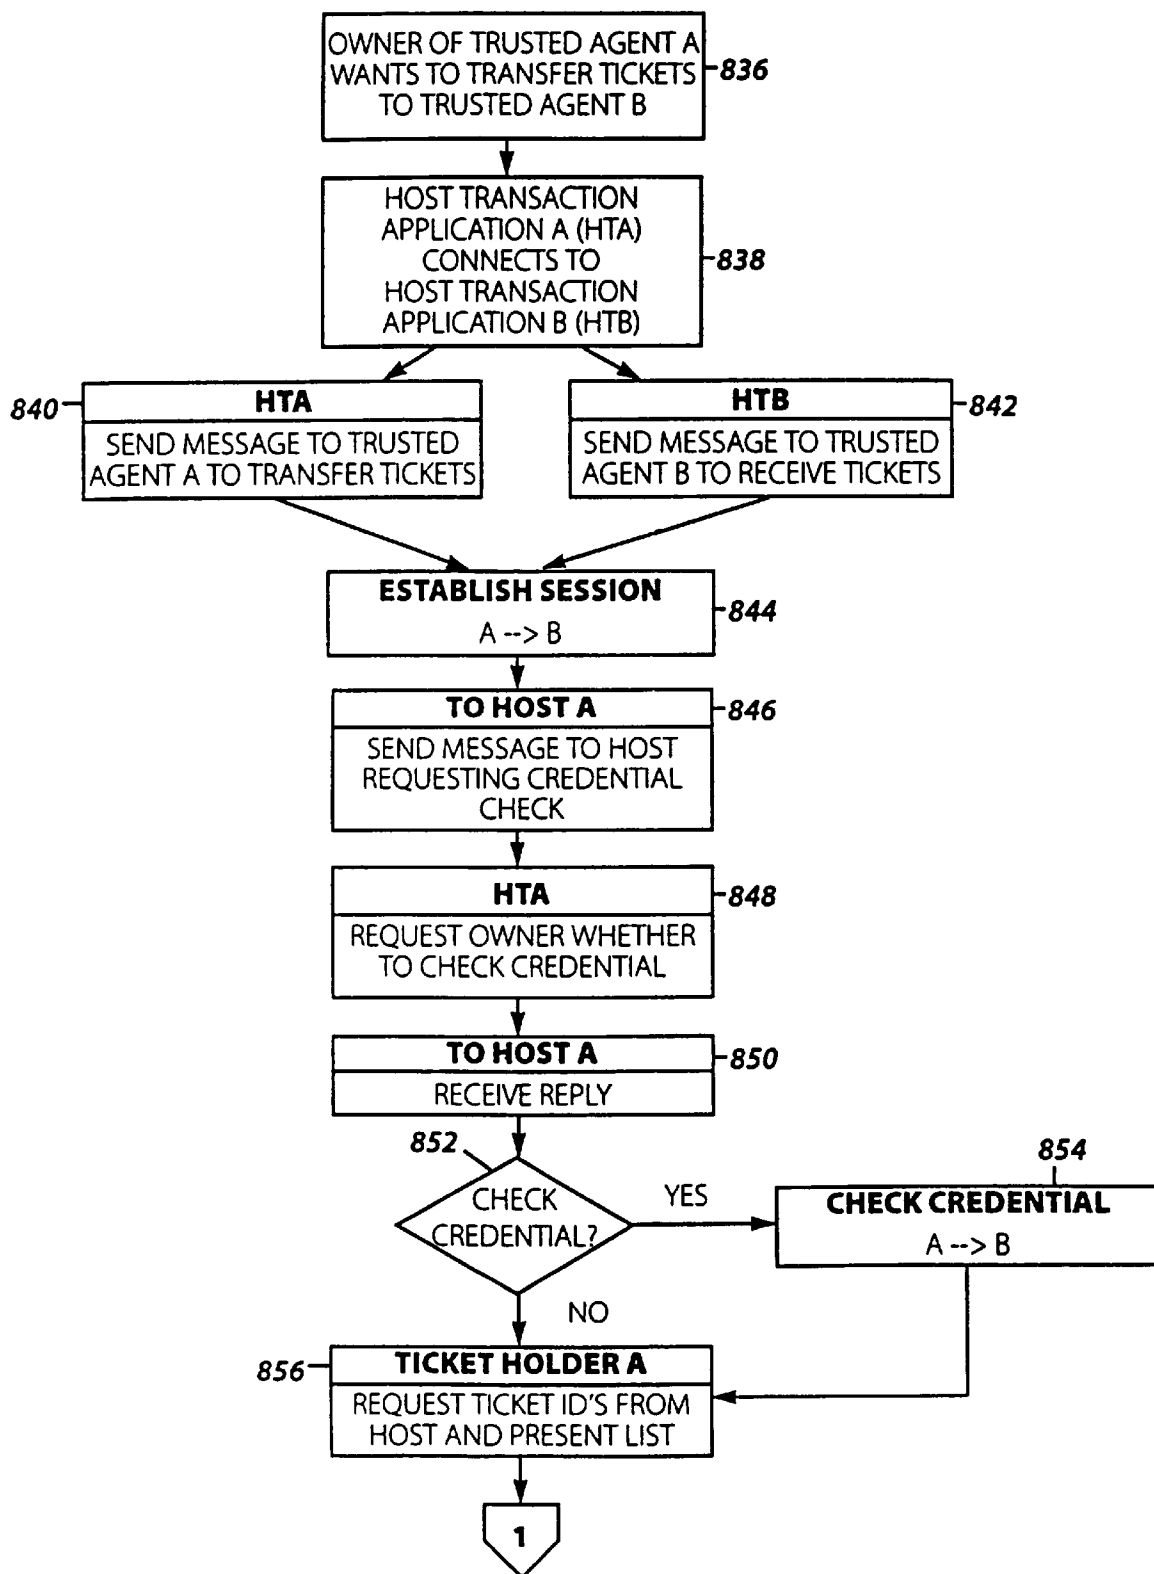 OWNER OF TRUSTED AGENT A
WANTS TO TRANSFER TICKETS
TO TRUSTED AGENT B
836
HOST TRANSACTION
APPLICATION A (HTA)
CONNECTS TO
HOST TRANSACTION
APPLICATION B (HTB)
838
840
HTA
SEND MESSAGE TO TRUSTED
AGENT A TO TRANSFER TICKETS
HTB
842
SEND MESSAGE TO TRUSTED
AGENT B TO RECEIVE TICKETS
ESTABLISH SESSION
A --> B
844
TO HOST A
846
SEND MESSAGE TO HOST
REQUESTING CREDENTIAL
CHECK
HTA
848
REQUEST OWNER WHETHER
TO CHECK CREDENTIAL
TO HOST A
850
RECEIVE REPLY
852
CHECK
CREDENTIAL?
YES
NO
854
CHECK CREDENTIAL
A --> B
856
TICKET HOLDER A
REQUEST TICKET ID'S FROM
HOST AND PRESENT LIST
1